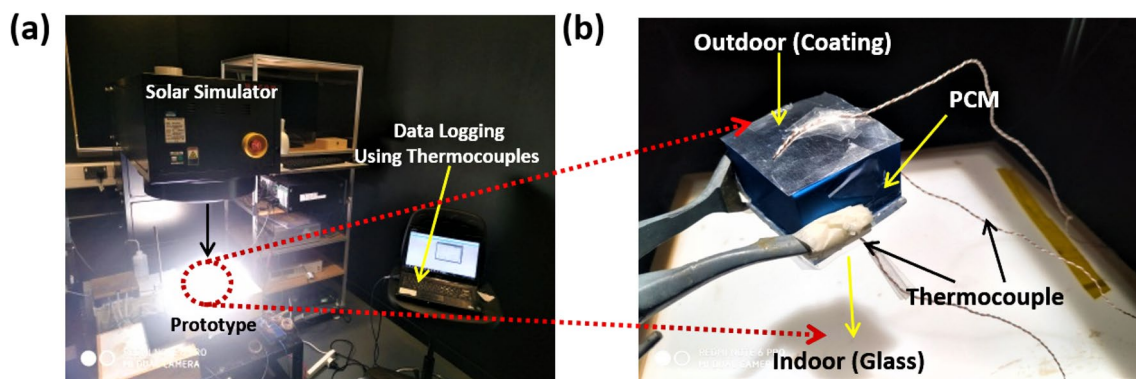 (a)
Solar Simulator
Data Logging
Using Thermocouples
Prototype
(b)
Outdoor (Coating)
PCM
Thermocouple
Indoor (Glass)